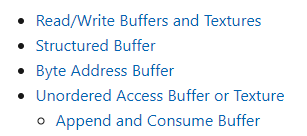 Read/Write Buffers and Textures
Structured Buffer
Byte Address Buffer
Unordered Access Buffer or Texture
Append and Consume Buffer